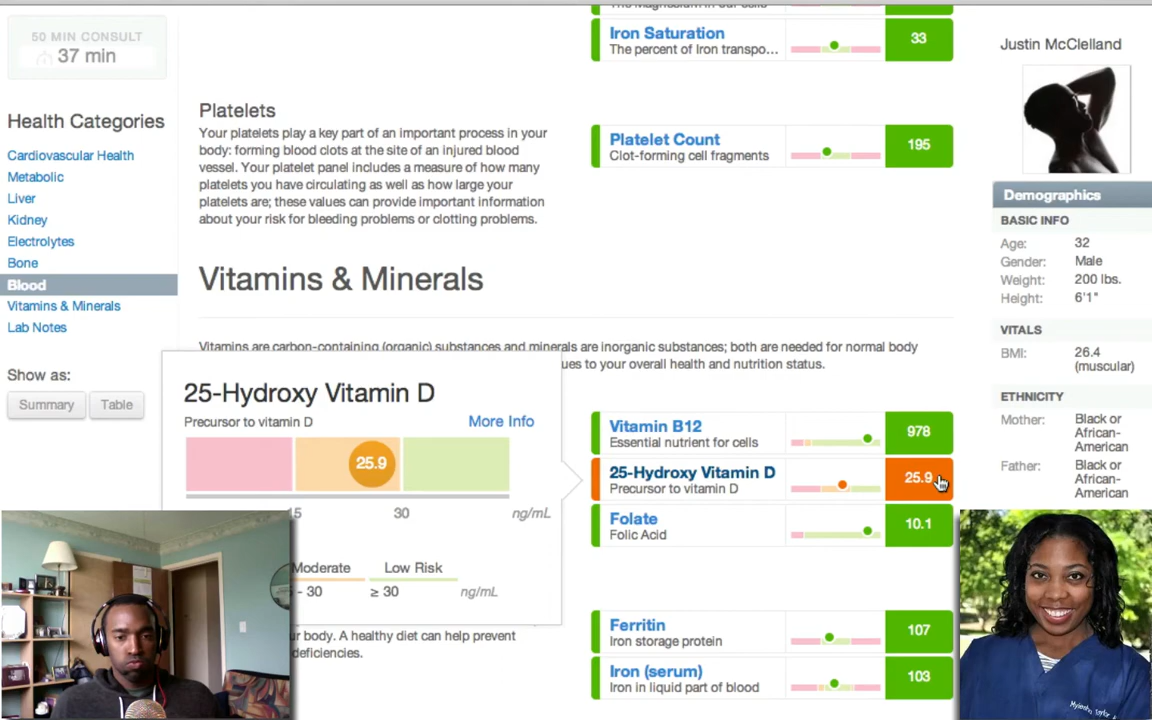 50 MIN CONSULT
37 min
Health Categories
Cardiovascular Health
Metabolic
Liver
Kidney
Electrolytes
Bone
Blood
Vitamins & Minerals
Lab Notes
Show as:
Summary
Table
Iron Saturation
The percent of Iron transpo...
33
Platelets
Your platelets play a key part of an important process in your
body: forming blood clots at the site of an injured blood
vessel. Your platelet panel includes a measure of how many
platelets you have circulating as well as how large your
platelets are; these values can provide important information
about your risk for bleeding problems or clotting problems.
Platelet Count
Clot-forming cell fragments
195
Vitamins & Minerals
Vitamins are carbon-containing (organic) substances and minerals are inorganic substances; both are needed for normal body
ues to your overall health and nutrition status.
25-Hydroxy Vitamin D
Precursor to vitamin D
More Info
25.9
15
30
ng/mL
Moderate
Low Risk
- 30
≥ 30
ng/mL
ur body. A healthy diet can help prevent
deficiencies.
Vitamin B12
Essential nutrient for cells
978
25-Hydroxy Vitamin D
Precursor to vitamin D
25.9
Folate
Folic Acid
10.1
Ferritin
Iron storage protein
107
Iron (serum)
Iron in liquid part of blood
103
Justin McClelland
Demographics
BASIC INFO
Age: 32
Gender: Male
Weight: 200 lbs.
Height: 6'1"
VITALS
BMI: 26.4
(muscular)
ETHNICITY
Mother: Black or
African-
American
Father: Black or
African-
American